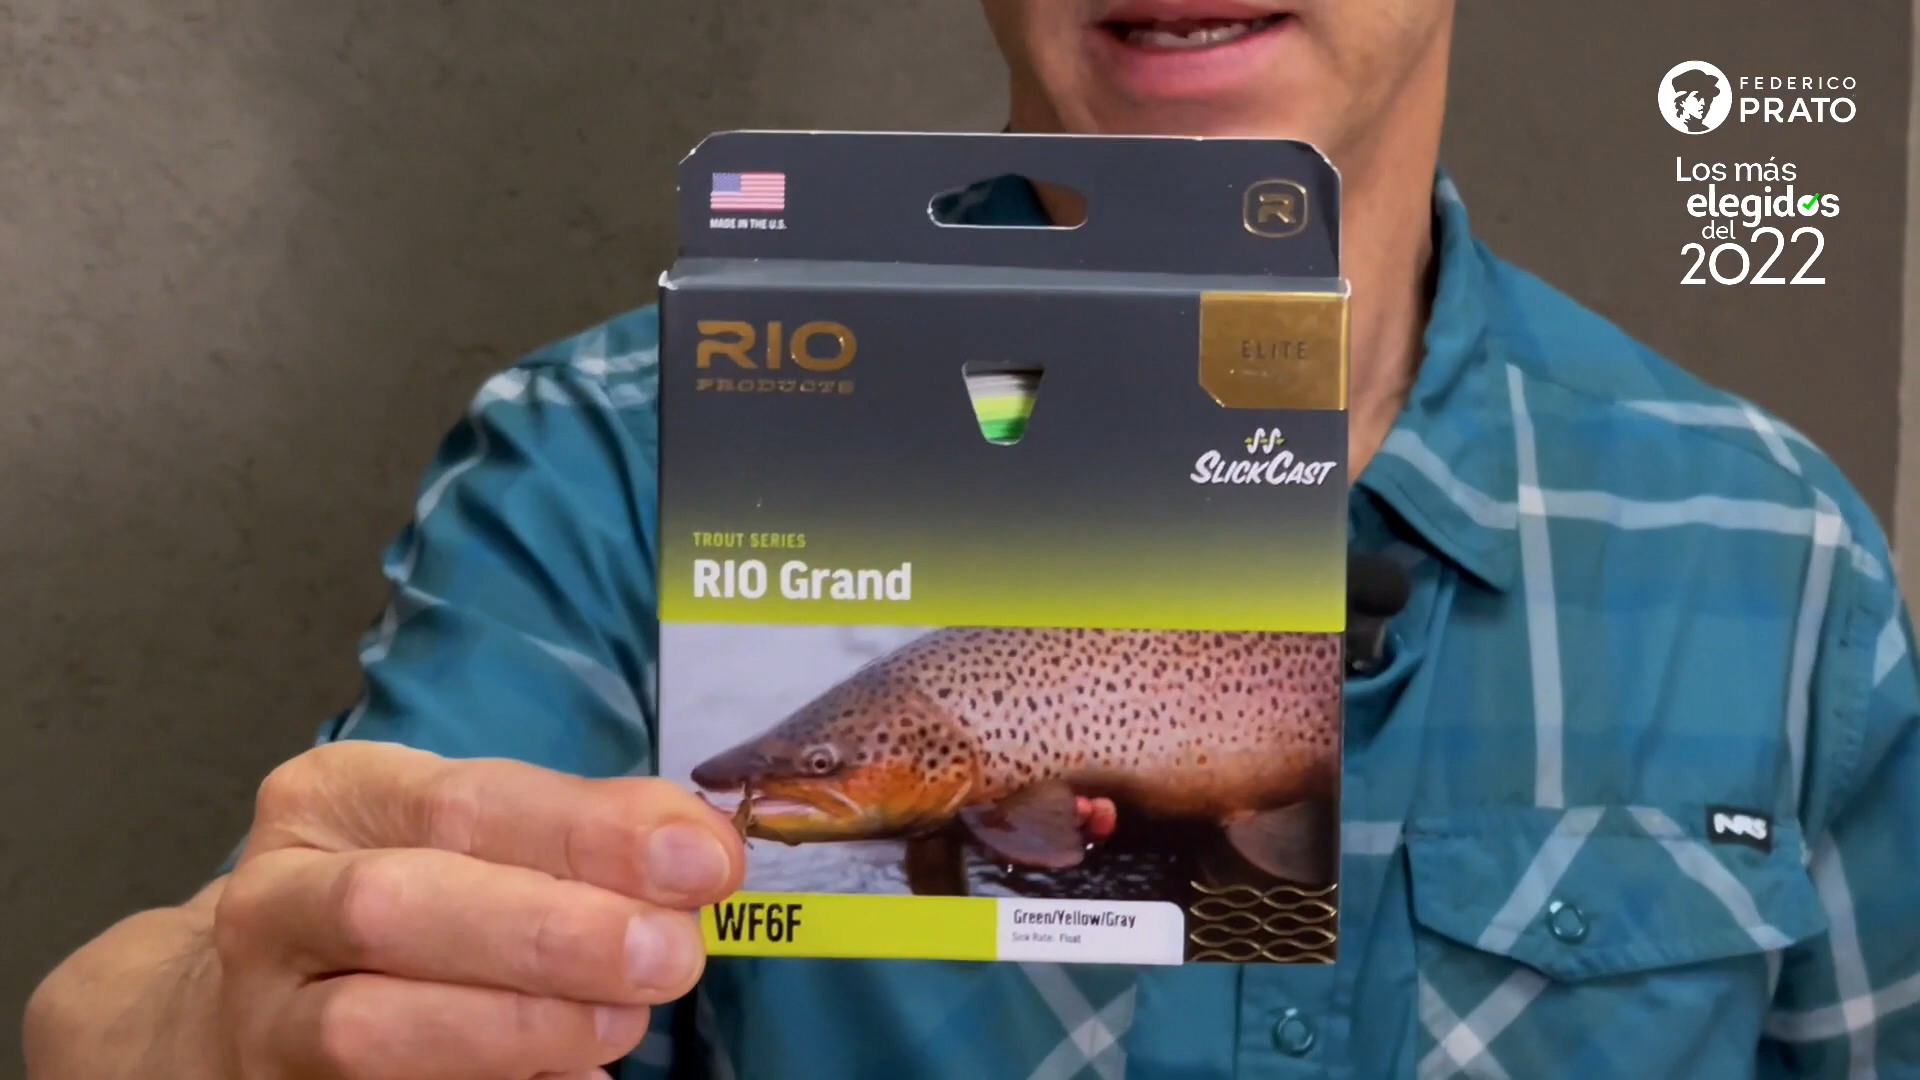 FEDERICO
PRATO
Los más
elegidos
del
2022
MADE IN THE U.S.
R
RIO
PRODUCTS
ELITE
SLICKCAST
TROUT SERIES
RIO Grand
WF6F
Green/Yellow/Gray
Sink Rate: Float
NRS